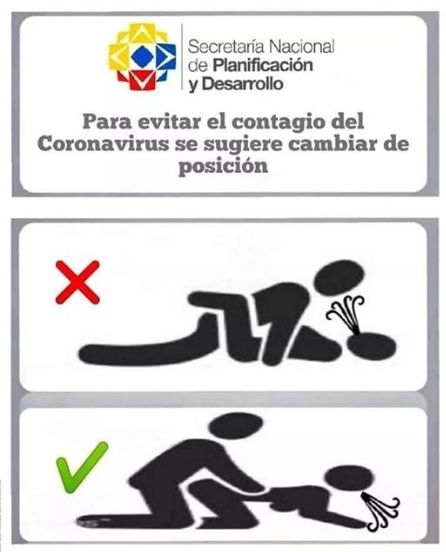 Secretaría Nacional
de Planificación
y Desarrollo
Para evitar el contagio del
Coronavirus se sugiere cambiar de
posición